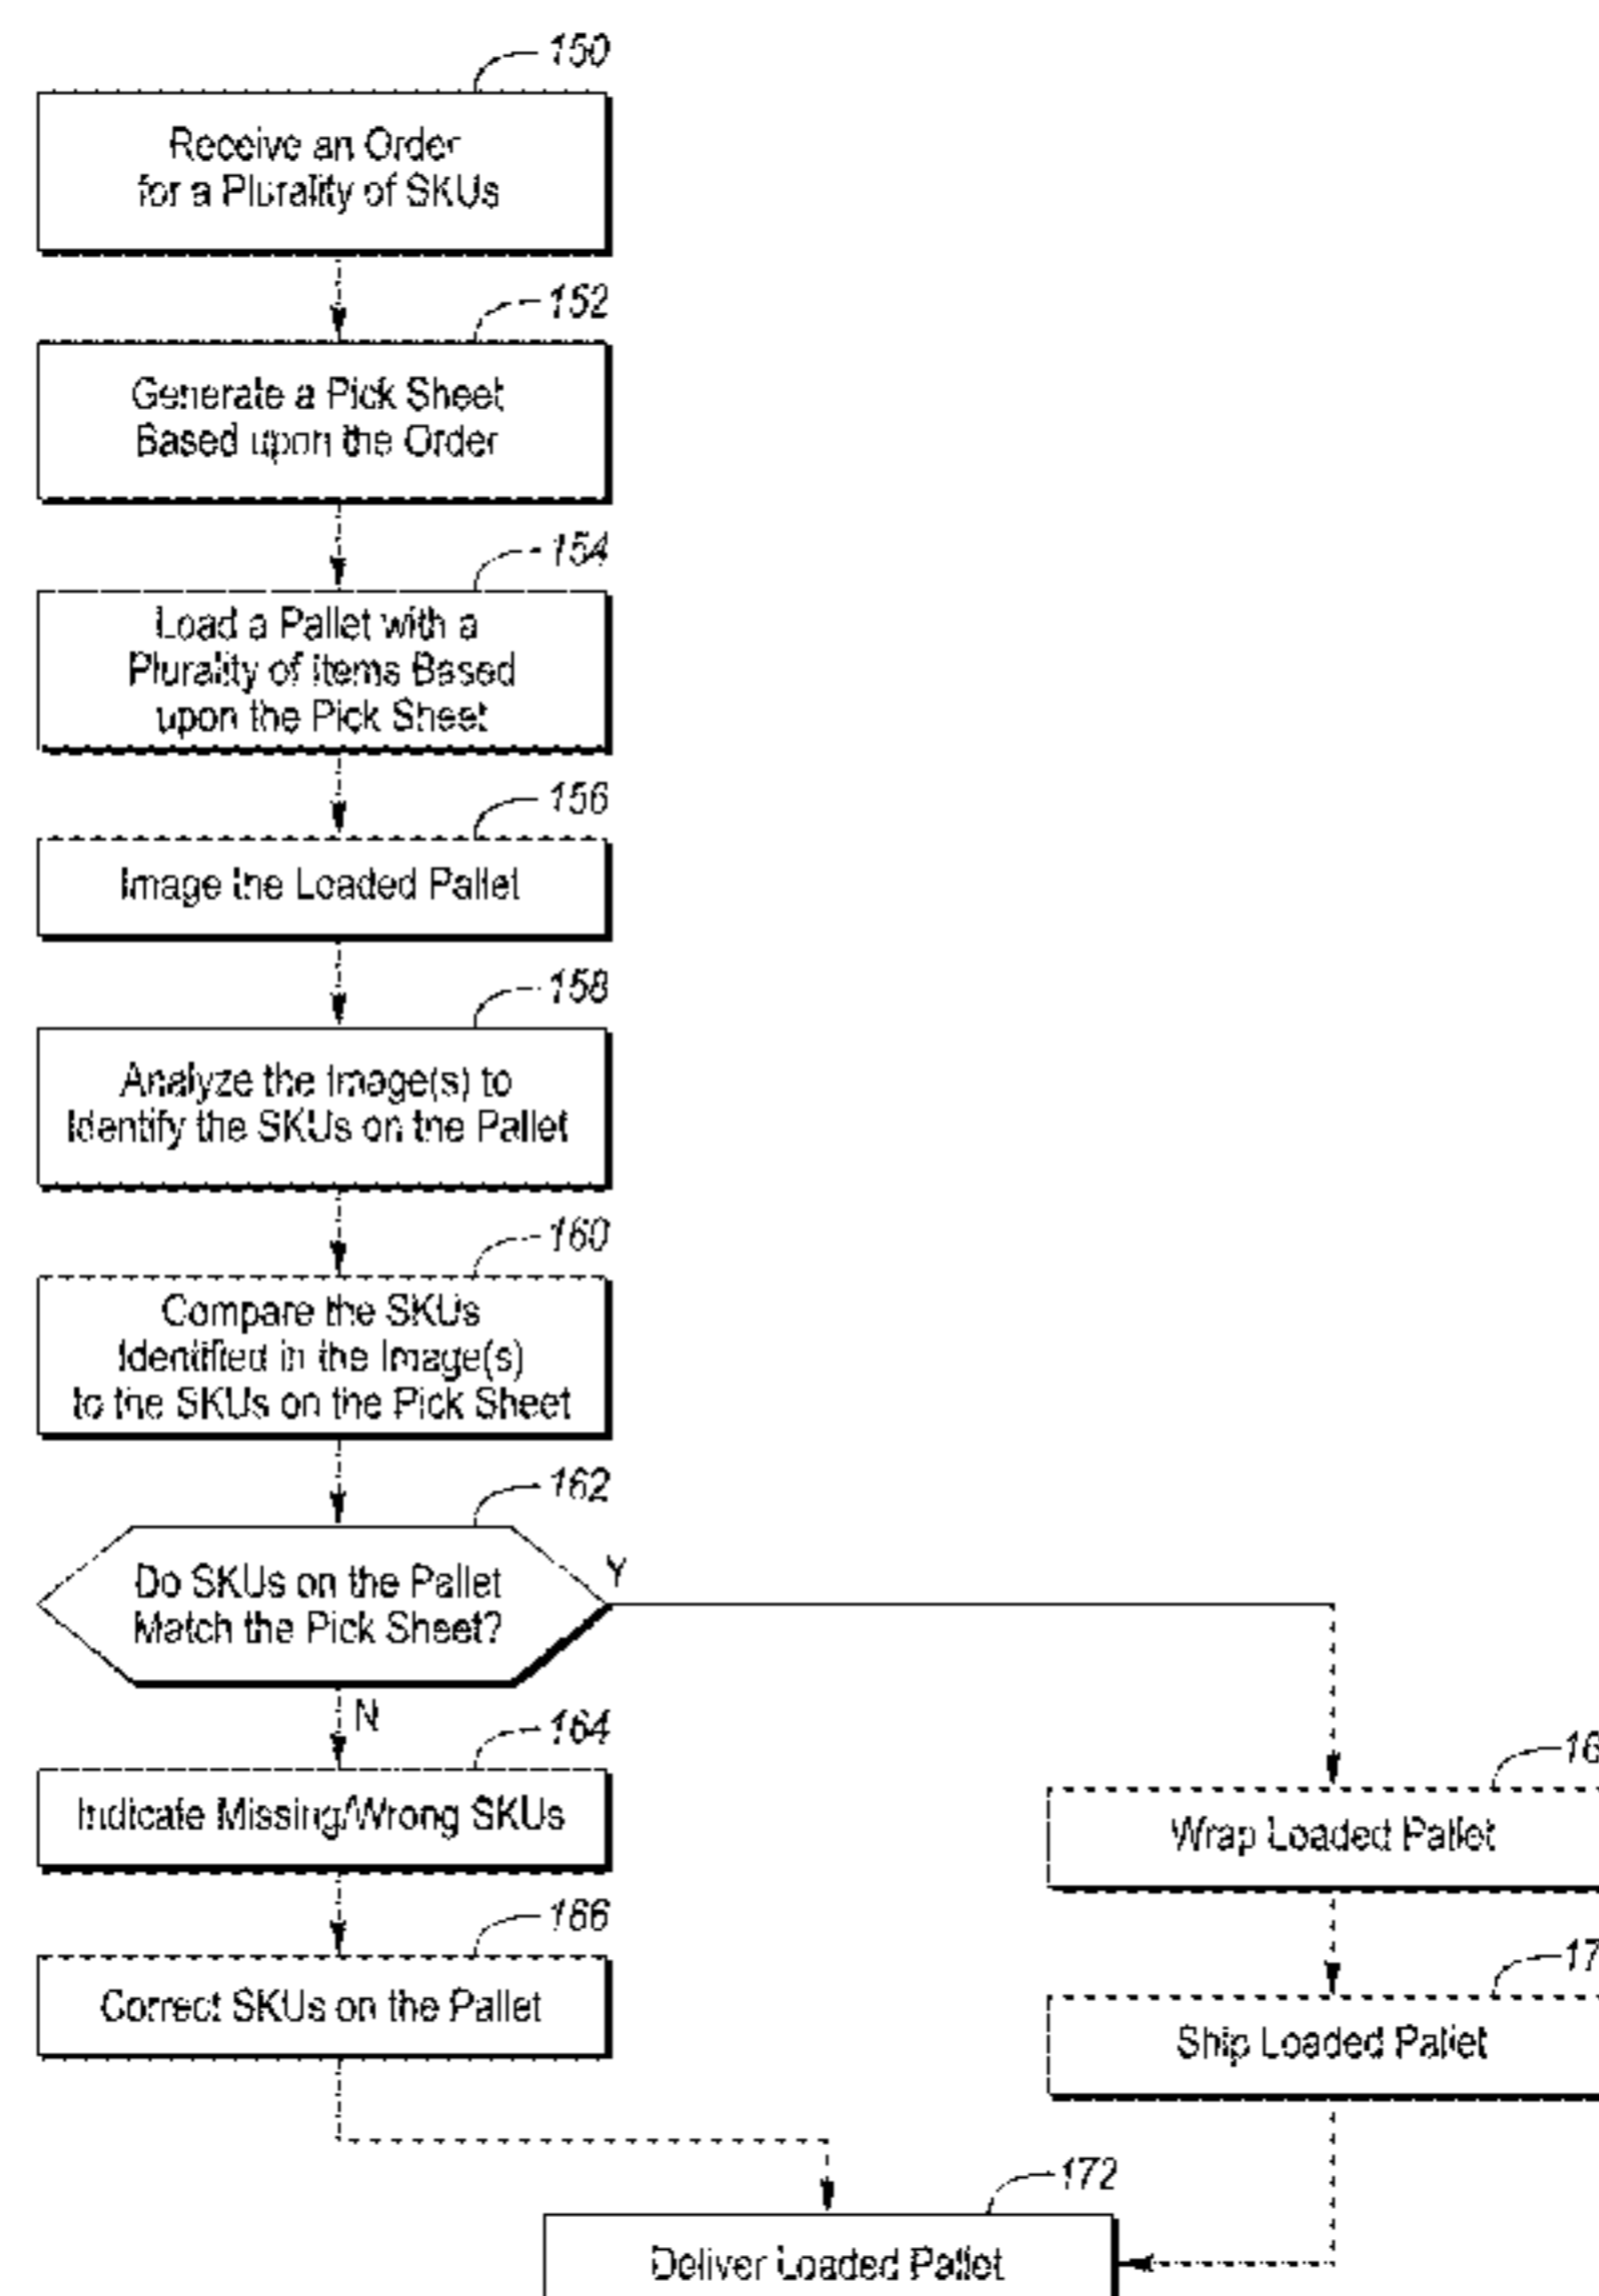 150
Receive an Order
for a Plurality of SKUs
152
Generate a Pick Sheet
Based upon the Order
154
Load a Pallet with a
Plurality of Items Based
upon the Pick Sheet
156
Image the Loaded Pallet
158
Analyze the Image(s) to
Identify the SKUs on the Pallet
160
Compare the SKUs
Identified in the Image(s)
to the SKUs on the Pick Sheet
162
Do SKUs on the Pallet
Match the Pick Sheet?
Y
N
164
Indicate Missing/Wrong SKUs
166
Correct SKUs on the Pallet
16
Wrap Loaded Pallet
17
Ship Loaded Pallet
172
Deliver Loaded Pallet